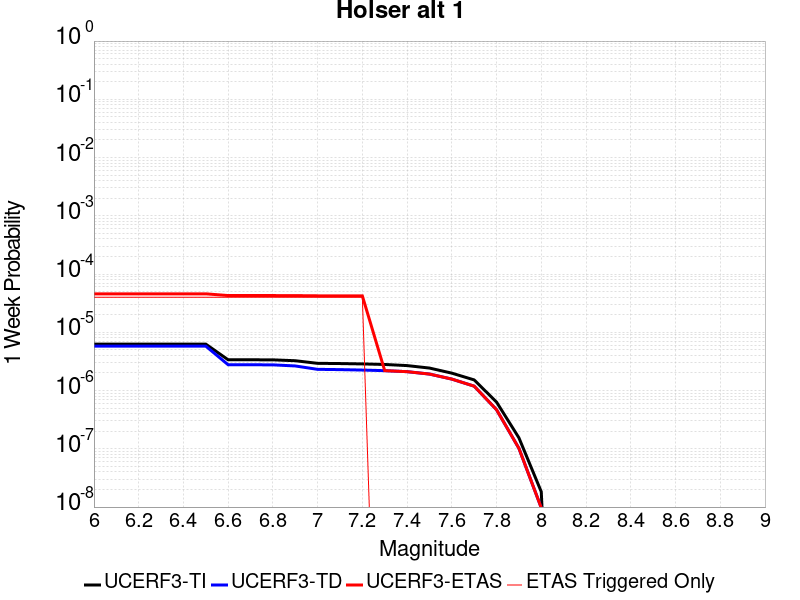 Holser alt 1
10^0
10^-1
10^-2
10^-3
10^-4
10^-5
10^-6
10^-7
10^-8
1 Week Probability
6 6.2 6.4 6.6 6.8 7 7.2 7.4 7.6 7.8 8 8.2 8.4 8.6 8.8 9
Magnitude
UCERF3-TI UCERF3-TD UCERF3-ETAS ETAS Triggered Only